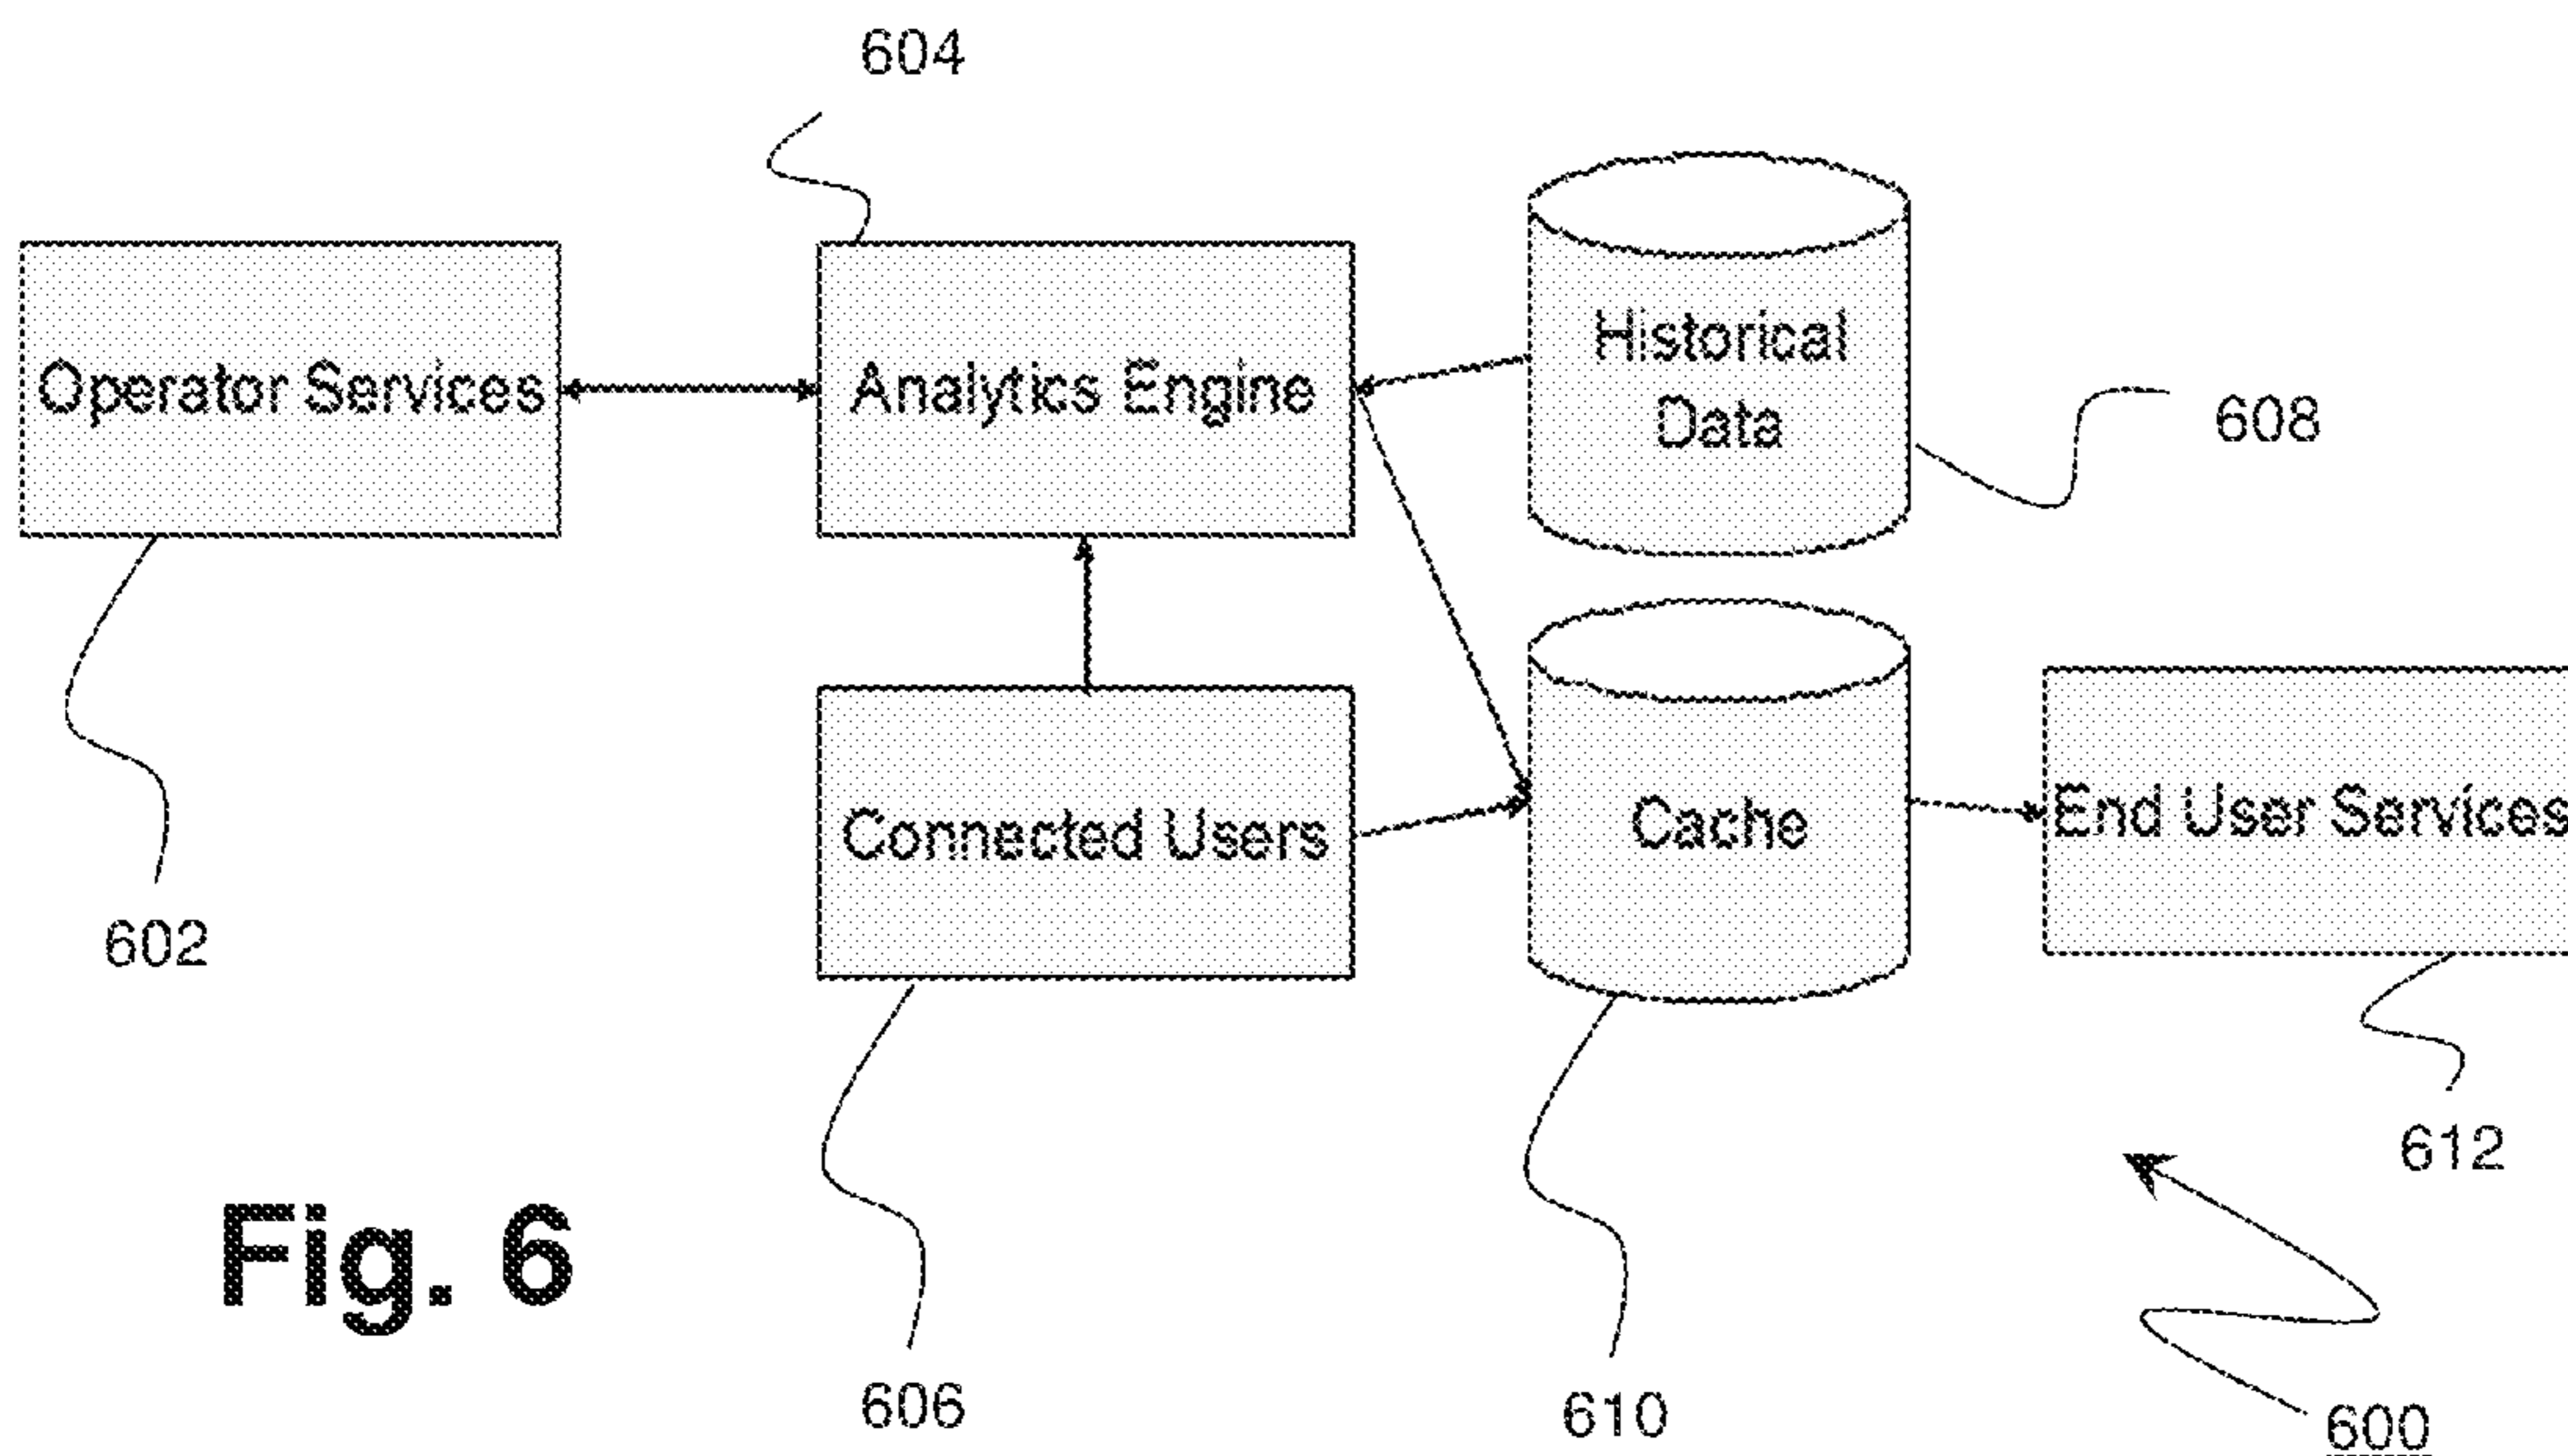 604
Operator Services
Analytics Engine
Historical
Data
608
Connected Users
Cache
End User Services
602
612
Fig. 6
606
610
600